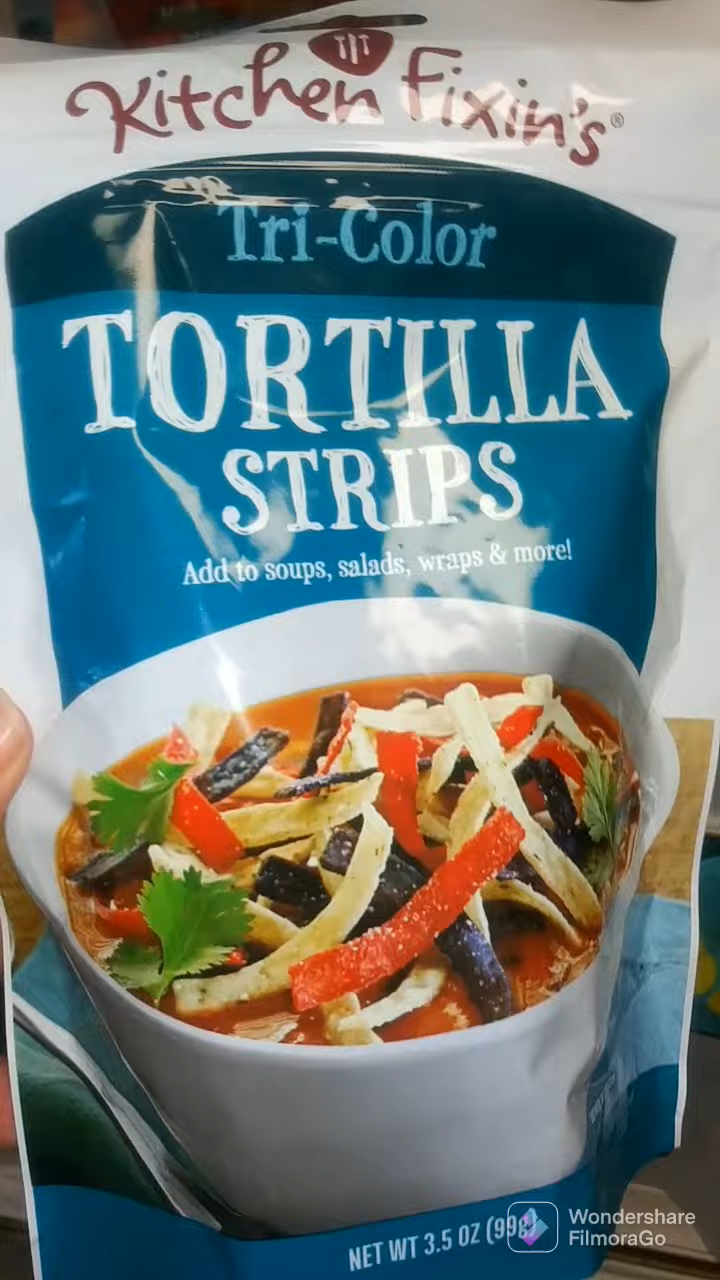 Kitchen Fixin's®
Tri-Color
TORTILLA
STRIPS
Add to soups, salads, wraps & more!
NET WT 3.5 OZ (99g)
Wondershare
FilmoraGo